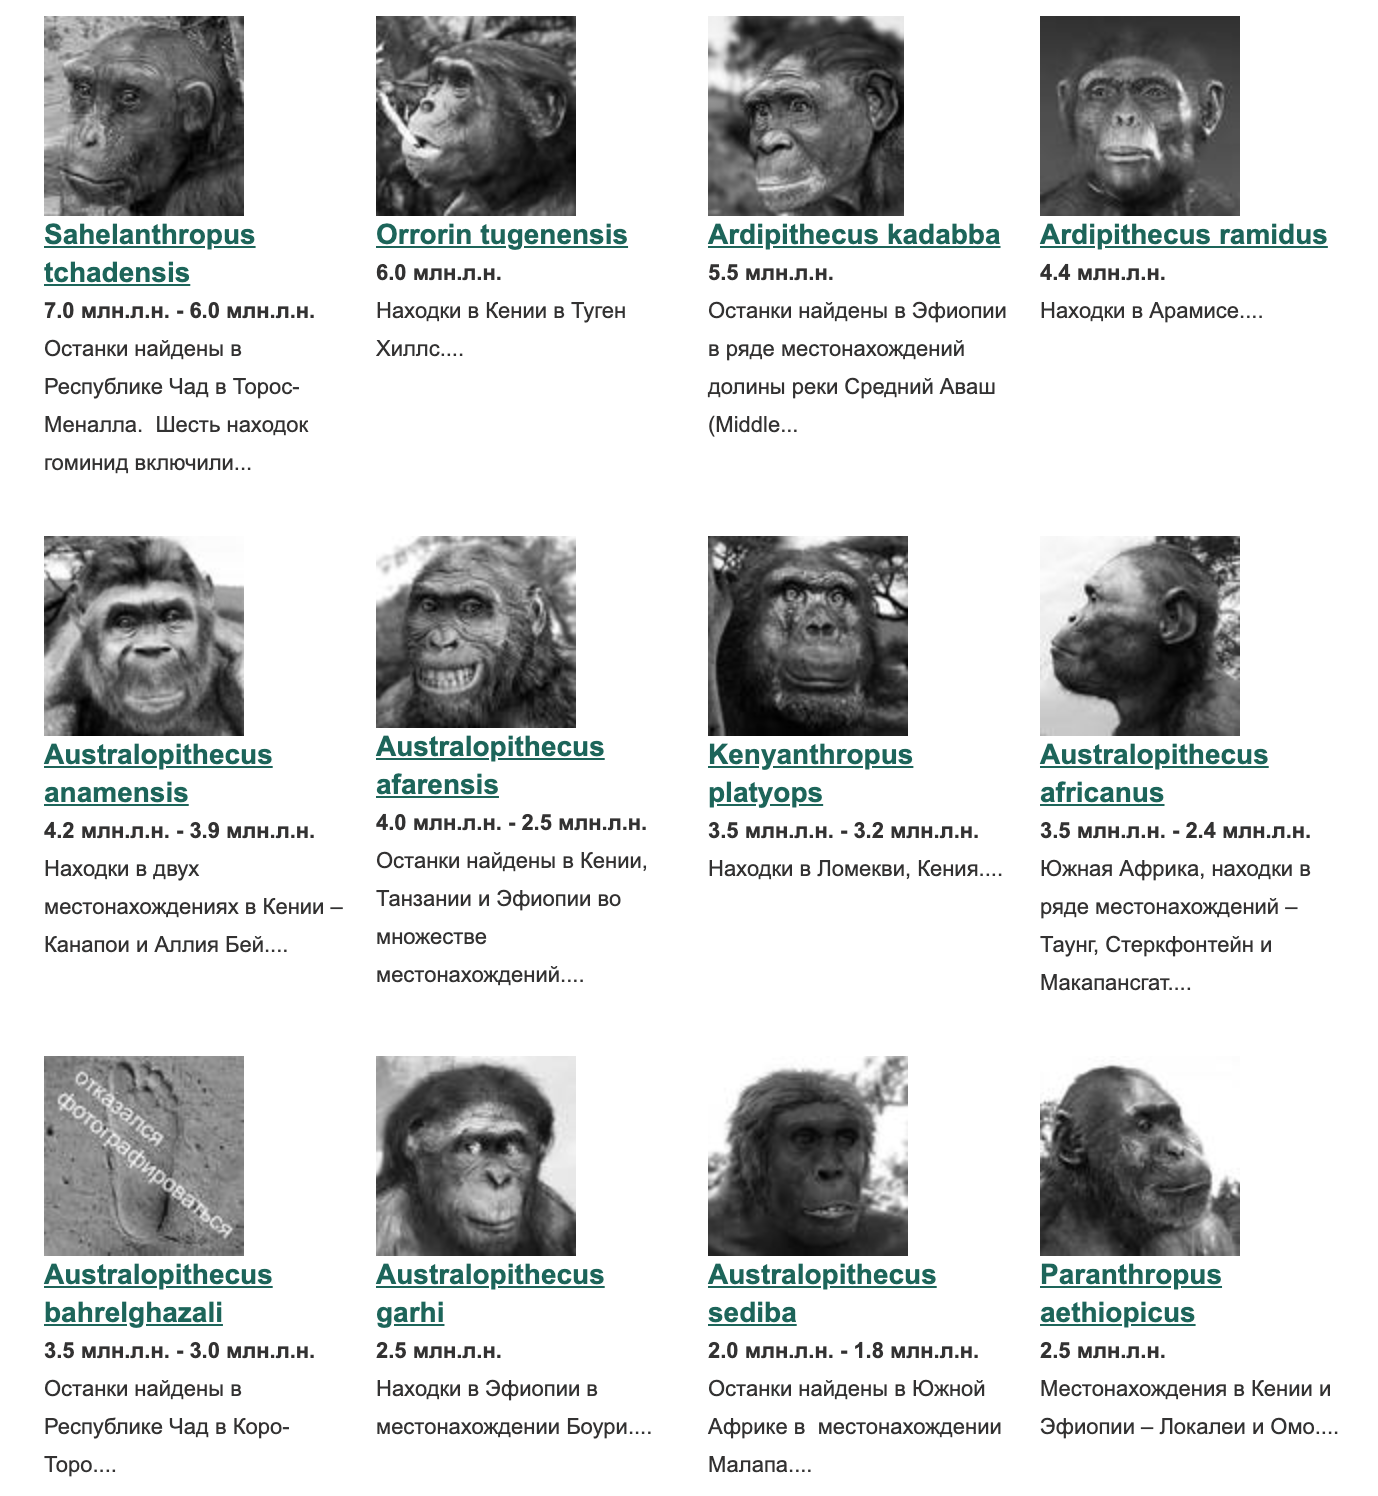 Sahelanthropus
tchadensis
7.0 млн.л.н. - 6.0 млн.л.н.
Останки найдены в
Республике Чад в Торос-
Меналла.  Шесть находок
гоминид включили...
Orrorin tugenensis
6.0 млн.л.н.
Находки в Кении в Туген
Хиллс....
Ardipithecus kadabba
5.5 млн.л.н.
Останки найдены в Эфиопии
в ряде местонахождений
долины реки Средний Аваш
(Middle...
Ardipithecus ramidus
4.4 млн.л.н.
Находки в Арамисе....
Australopithecus
anamensis
4.2 млн.л.н. - 3.9 млн.л.н.
Находки в двух
местонахождениях в Кении –
Канапои и Аллия Бей....
Australopithecus
afarensis
4.0 млн.л.н. - 2.5 млн.л.н.
Останки найдены в Кении,
Танзании и Эфиопии во
множестве
местонахождений....
Kenyanthropus
platyops
3.5 млн.л.н. - 3.2 млн.л.н.
Находки в Ломекви, Кения....
Australopithecus
africanus
3.5 млн.л.н. - 2.4 млн.л.н.
Южная Африка, находки в
ряде местонахождений –
Таунг, Стеркфонтейн и
Макапансгат....
отказался
фотографироваться
Australopithecus
bahrelghazali
3.5 млн.л.н. - 3.0 млн.л.н.
Останки найдены в
Республике Чад в Коро-
Торо....
Australopithecus
garhi
2.5 млн.л.н.
Находки в Эфиопии в
местонахождении Боури....
Australopithecus
sediba
2.0 млн.л.н. - 1.8 млн.л.н.
Останки найдены в Южной
Африке в  местонахождении
Малапа....
Paranthropus
aethiopicus
2.5 млн.л.н.
Местонахождения в Кении и
Эфиопии – Локалеи и Омо....